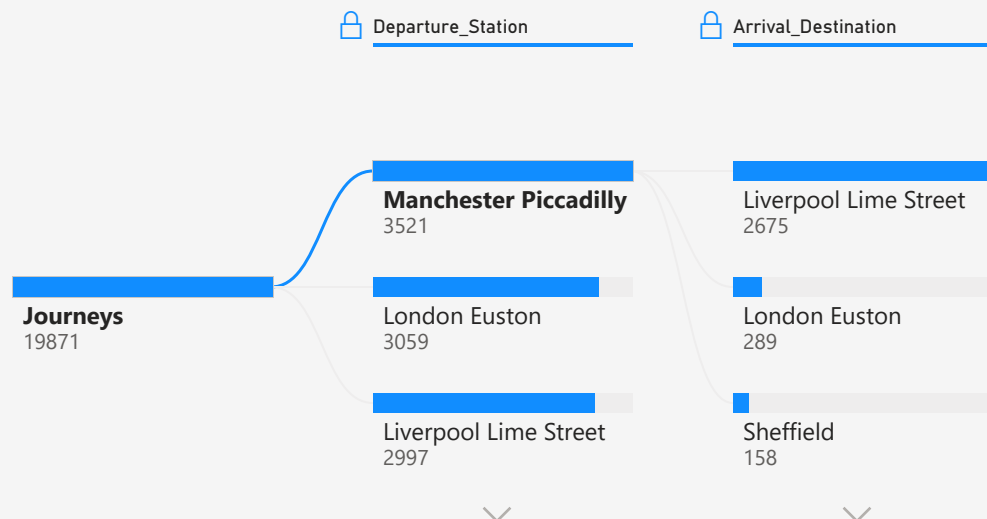 Departure_Station
Arrival_Destination
Manchester Piccadilly
3521
Liverpool Lime Street
2675
Journeys
19871
London Euston
3059
London Euston
289
Liverpool Lime Street
2997
Sheffield
158